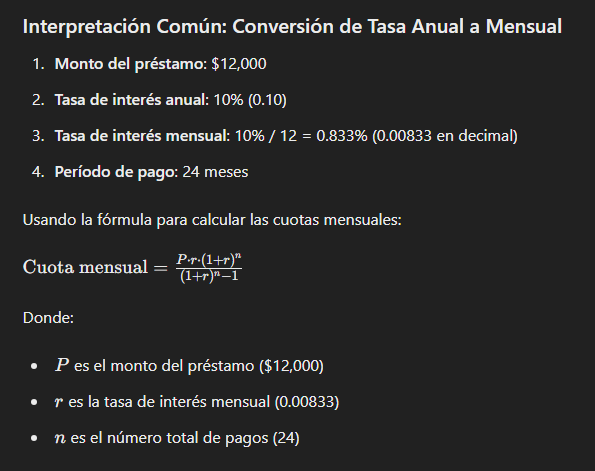 Interpretación Común: Conversión de Tasa Anual a Mensual
1. Monto del préstamo: $12,000
2. Tasa de interés anual: 10% (0.10)
3. Tasa de interés mensual: 10% / 12 = 0.833% (0.00833 en decimal)
4. Período de pago: 24 meses
Usando la fórmula para calcular las cuotas mensuales:
Cuota mensual = \frac{P·r·(1+r)^n}{(1+r)^n−1}
Donde:
• P es el monto del préstamo ($12,000)
• r es la tasa de interés mensual (0.00833)
• n es el número total de pagos (24)